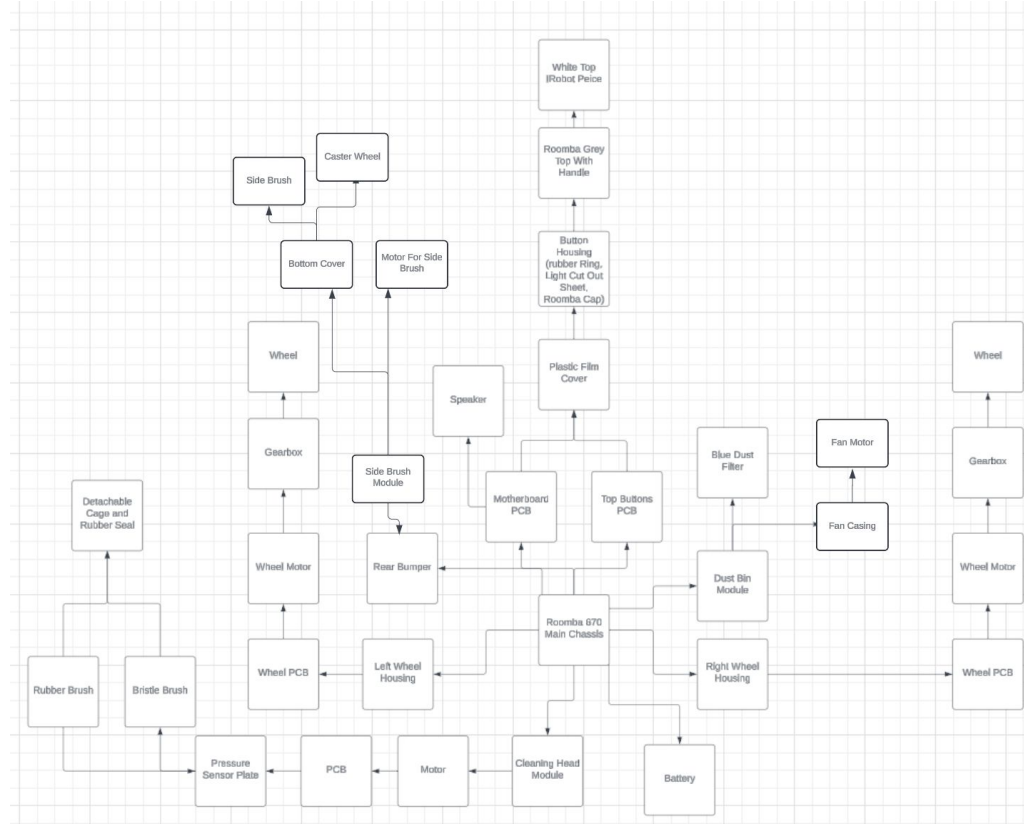 White Top
IRobot Peice
Roomba Grey
Top With
Handle
Caster Wheel
Side Brush
Button
Housing
(rubber Ring,
Light Cut Out
Sheet,
Roomba Cap)
Bottom Cover
Motor For Side
Brush
Wheel
Plastic Film
Cover
Wheel
Speaker
Gearbox
Blue Dust
Filter
Fan Motor
Gearbox
Side Brush
Module
Detachable
Cage and
Rubber Seal
Motherboard
PCB
Top Buttons
PCB
Fan Casing
Wheel Motor
Rear Bumper
Dust Bin
Module
Wheel Motor
Roomba 670
Main Chassis
Rubber Brush
Bristle Brush
Wheel PCB
Left Wheel
Housing
Right Wheel
Housing
Wheel PCB
Pressure
Sensor Plate
PCB
Motor
Cleaning Head
Module
Battery